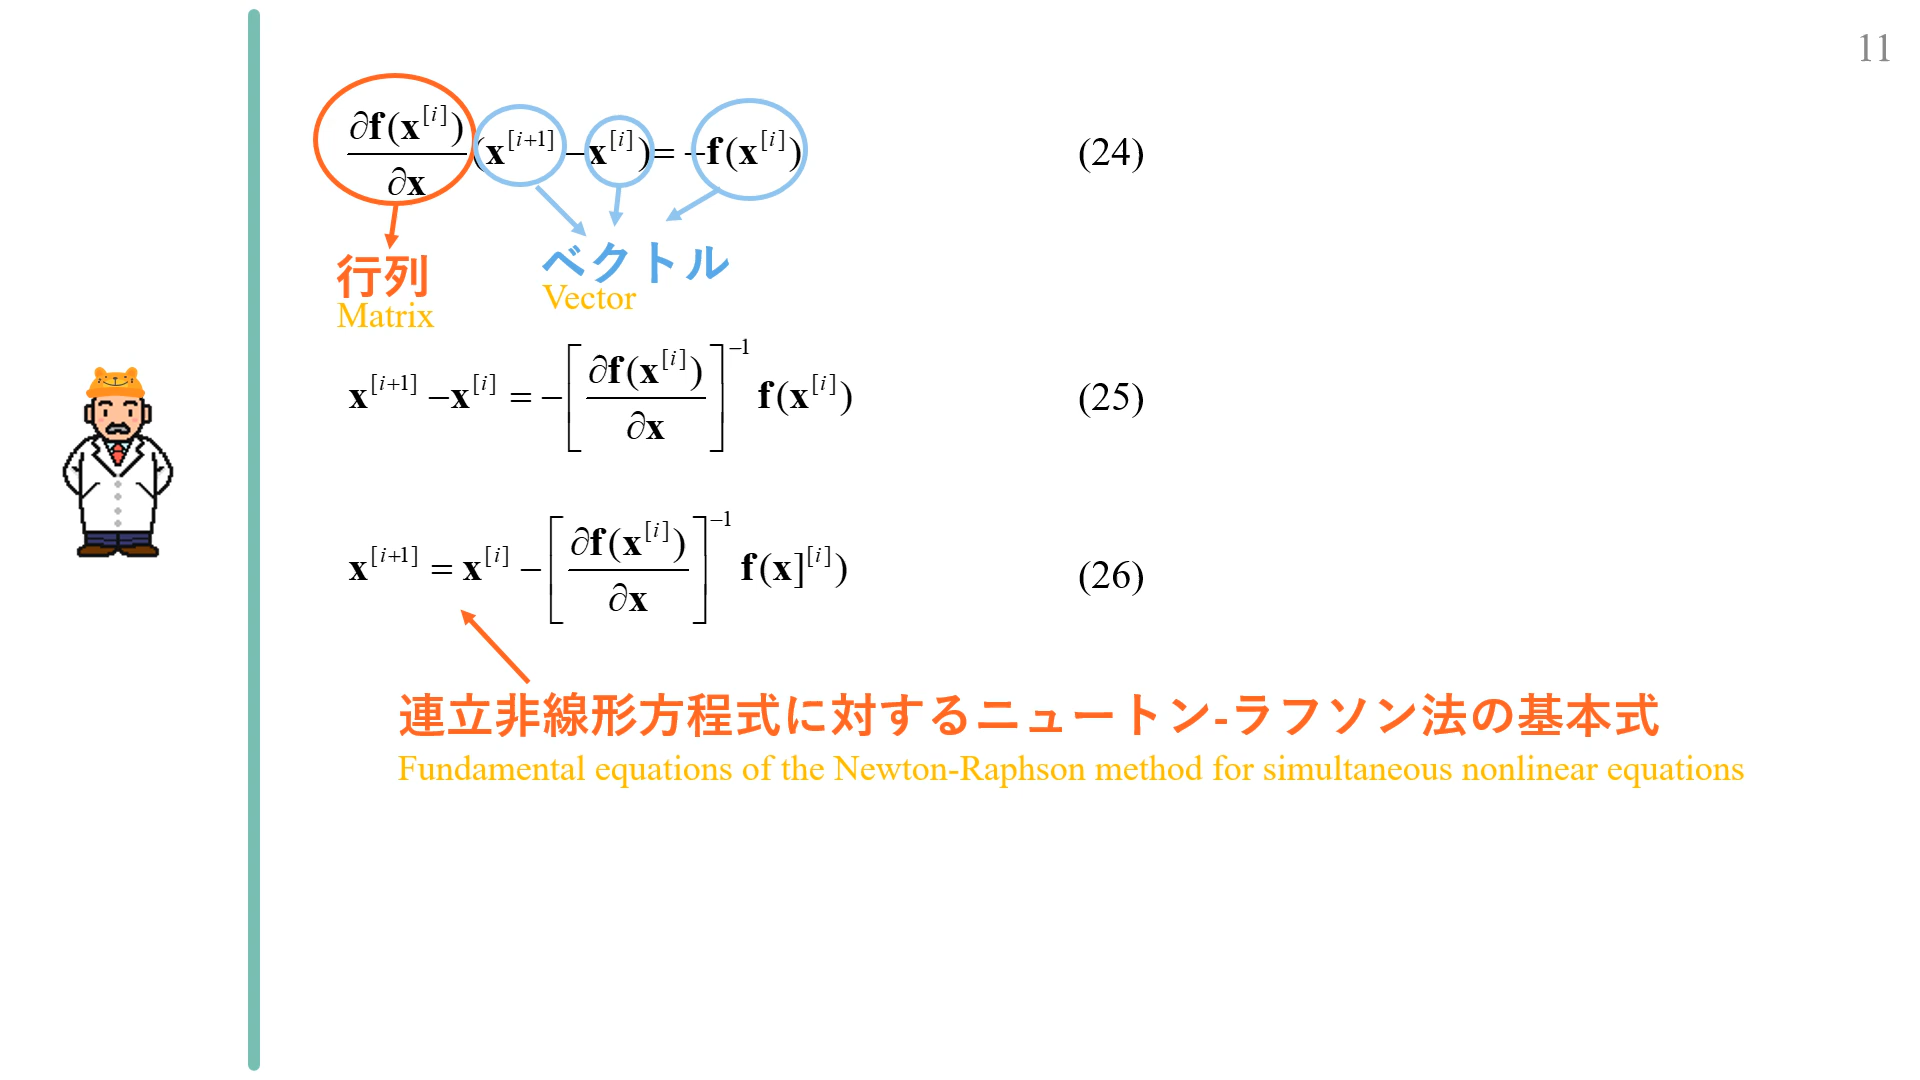 11
∂f(x^[i])/∂x (x^[i+1] − x^[i]) = −f(x^[i]) (24)
行列
Matrix
ベクトル
Vector
x^[i+1] − x^[i] = −[∂f(x^[i])/∂x]^−1 f(x^[i]) (25)
x^[i+1] = x^[i] − [∂f(x^[i])/∂x]^−1 f(x]^[i]) (26)
連立非線形方程式に対するニュートン-ラフソン法の基本式
Fundamental equations of the Newton-Raphson method for simultaneous nonlinear equations